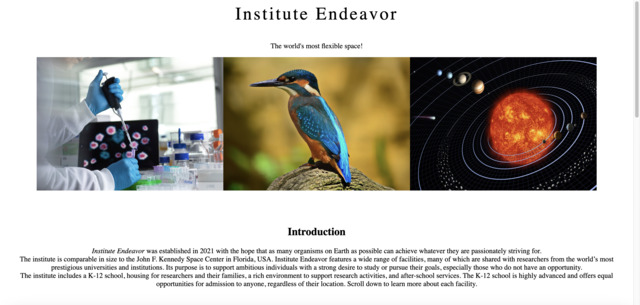 Institute Endeavor
The world's most flexible space!
Introduction
Institute Endeavor was established in 2021 with the hope that as many organisms on Earth as possible can achieve whatever they are passionately striving for.
The institute is comparable in size to the John F. Kennedy Space Center in Florida, USA. Institute Endeavor features a wide range of facilities, many of which are shared with researchers from the world's most
prestigious universities and institutions. Its purpose is to support ambitious individuals with a strong desire to study or pursue their goals, especially those who do not have an opportunity.
The institute includes a K-12 school, housing for researchers and their families, a rich environment to support research activities, and after-school services. The K-12 school is highly advanced and offers equal
opportunities for admission to anyone, regardless of their location. Scroll down to learn more about each facility.